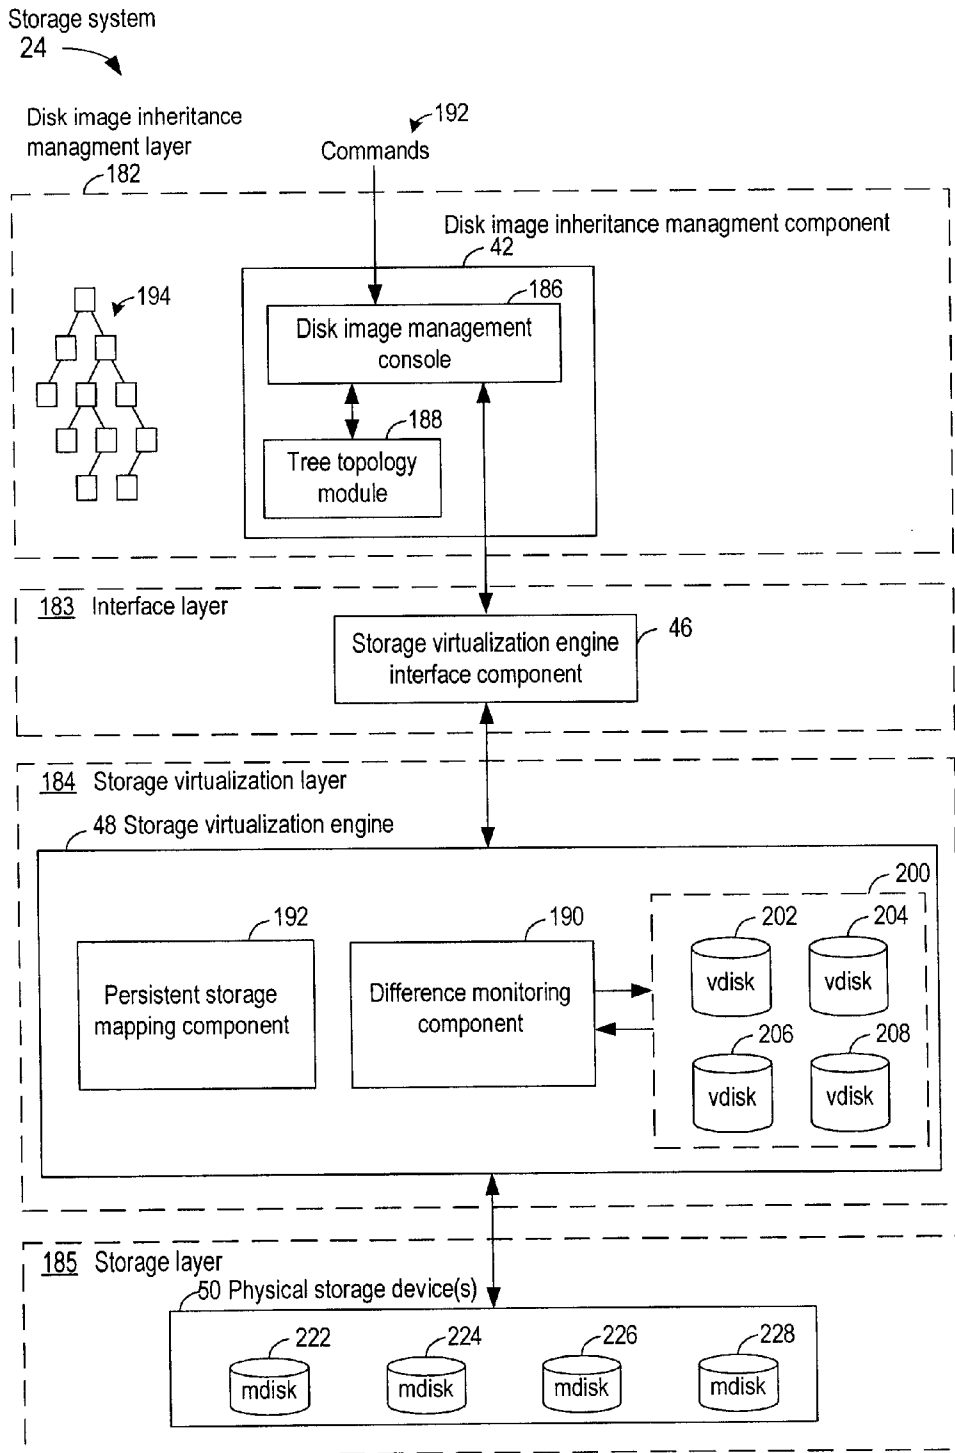 Storage system
24
Disk image inheritance
managment layer
182
192
Commands
Disk image inheritance managment component
42
194
186
Disk image management
console
188
Tree topology
module
183 Interface layer
46
Storage virtualization engine
interface component
184 Storage virtualization layer
48 Storage virtualization engine
200
192
190
202
204
Persistent storage
mapping component
Difference monitoring
component
vdisk
vdisk
206
208
vdisk
vdisk
185 Storage layer
50 Physical storage device(s)
222
224
226
228
mdisk
mdisk
mdisk
mdisk